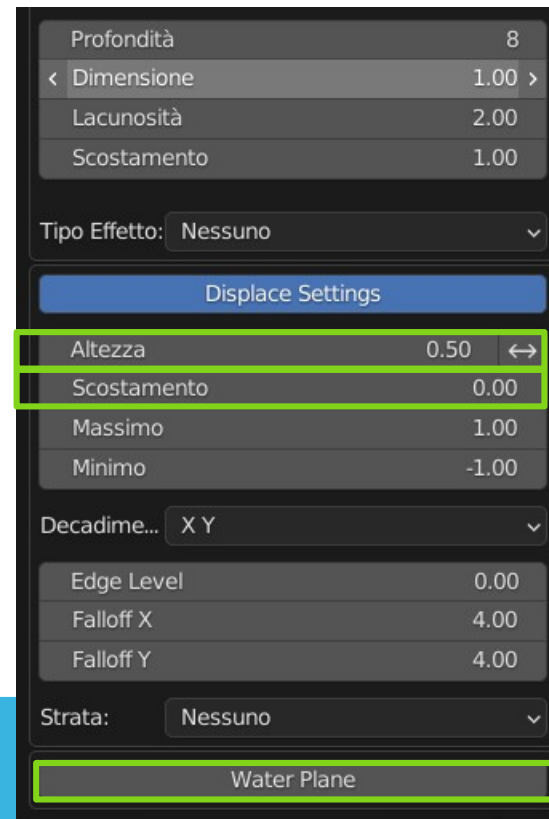 Profondità 8
‹ Dimensione 1.00 ›
Lacunosità 2.00
Scostamento 1.00
Tipo Effetto: Nessuno
Displace Settings
Altezza 0.50 ↔
Scostamento 0.00
Massimo 1.00
Minimo -1.00
Decadime... X Y
Edge Level 0.00
Falloff X 4.00
Falloff Y 4.00
Strata: Nessuno
Water Plane